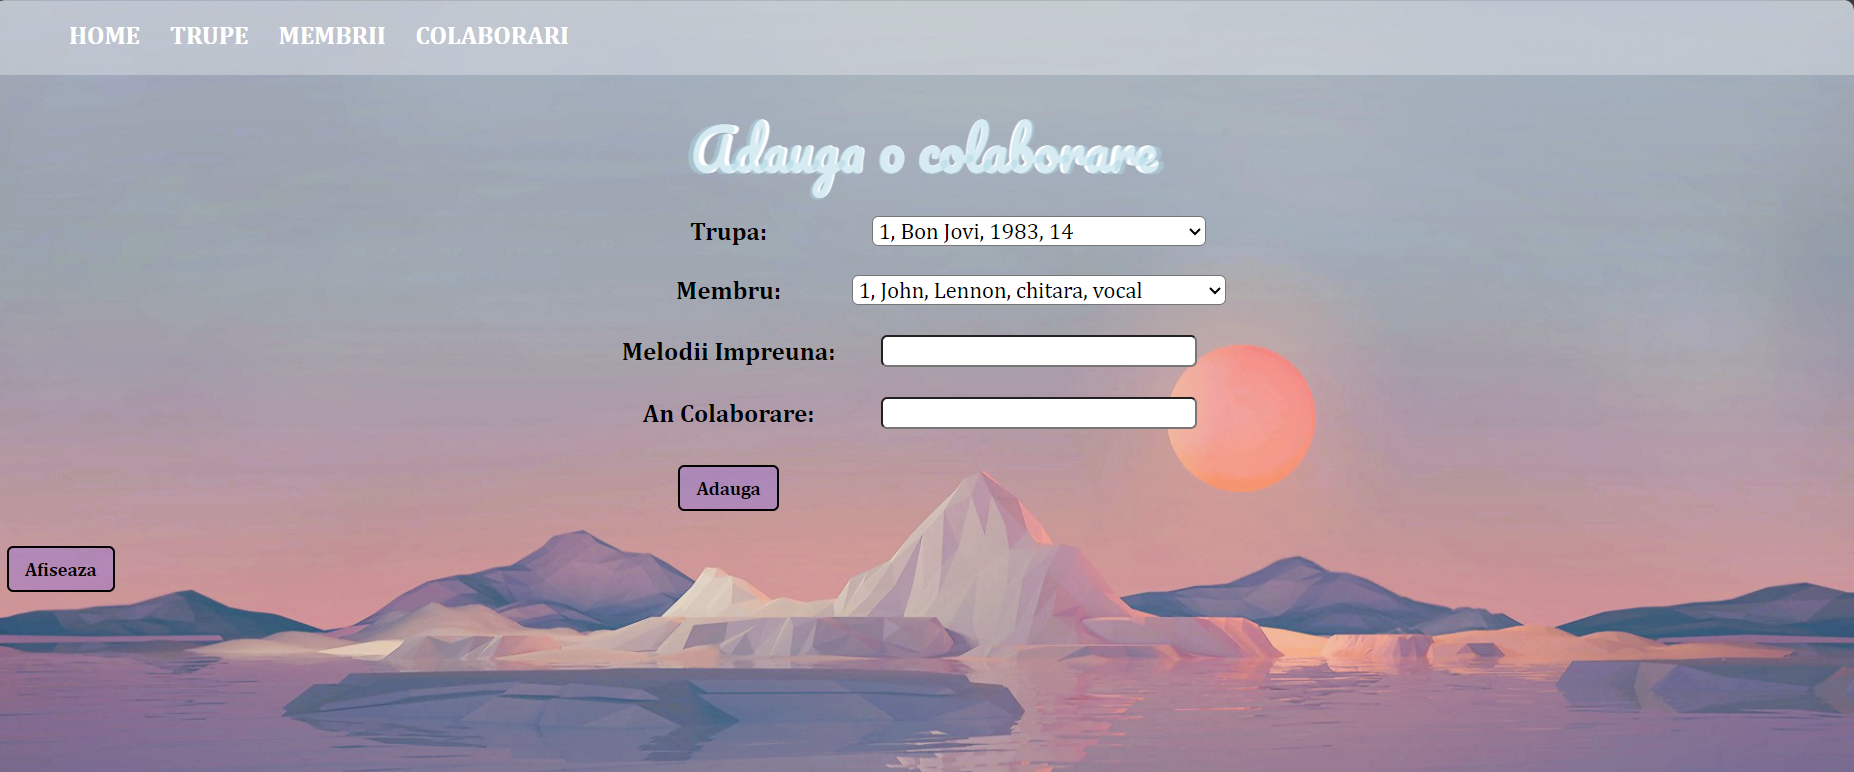 HOME TRUPE MEMBRII COLABORARI
Adauga o colaborare
Trupa: 1, Bon Jovi, 1983, 14
Membru: 1, John, Lennon, chitara, vocal
Melodii Impreuna:
An Colaborare:
Adauga
Afiseaza